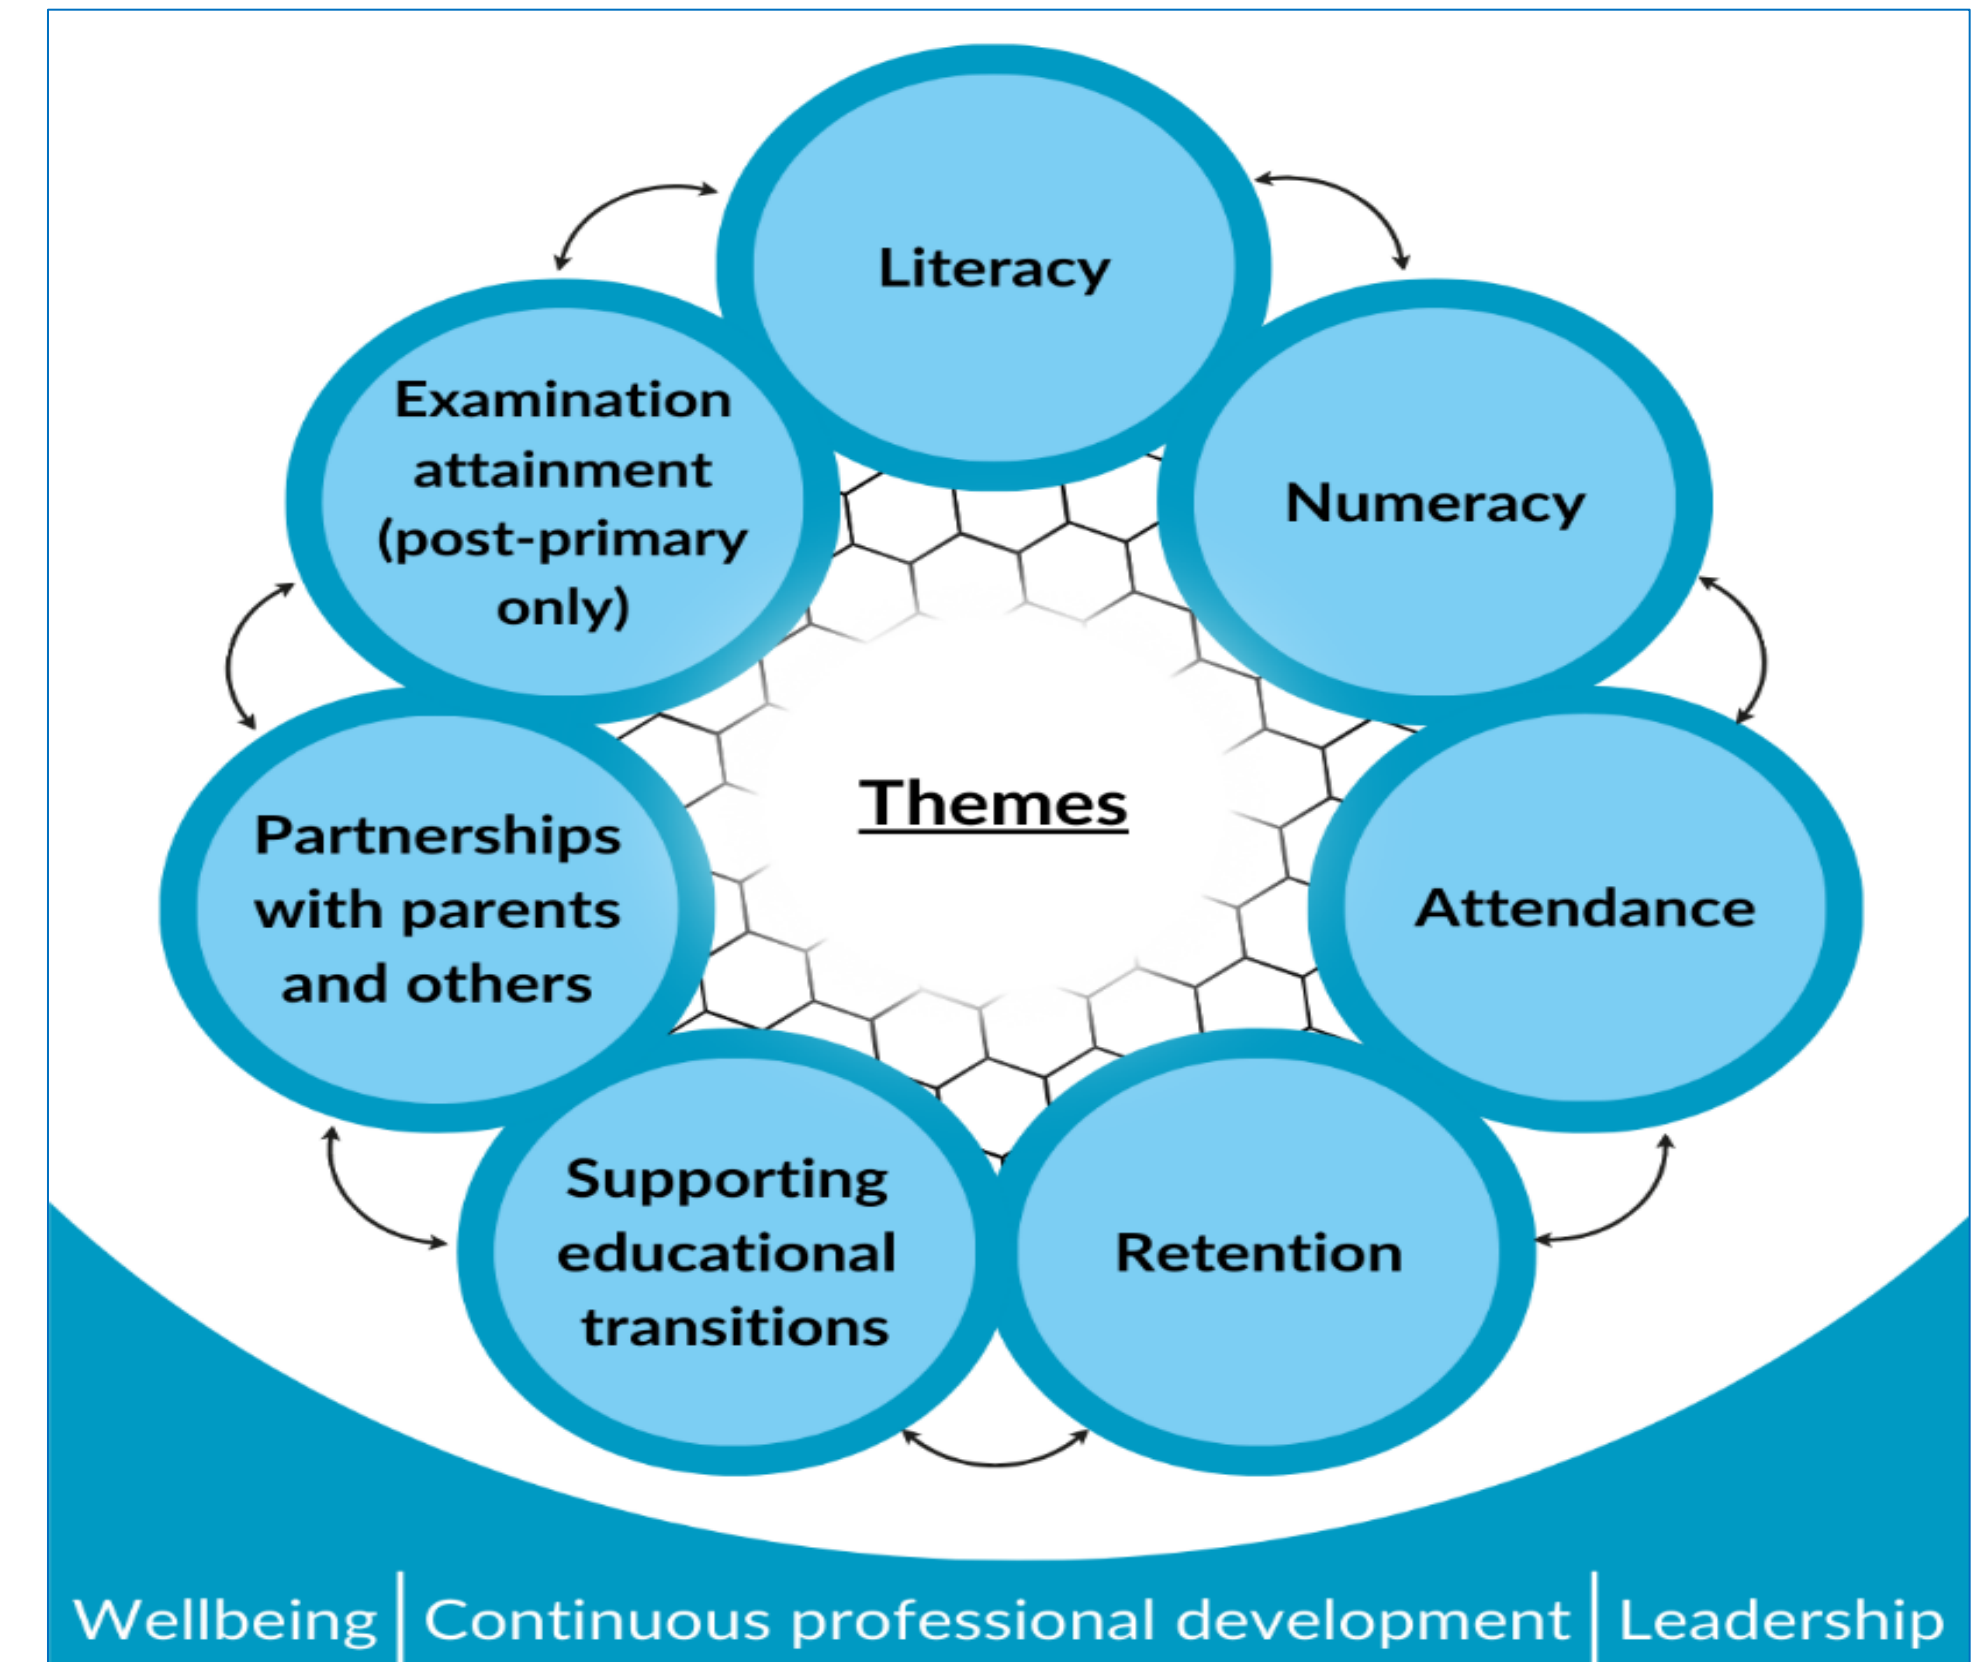 Literacy
Numeracy
Attendance
Retention
Supporting
educational
transitions
Partnerships
with parents
and others
Examination
attainment
(post-primary
only)
Themes
Wellbeing | Continuous professional development | Leadership